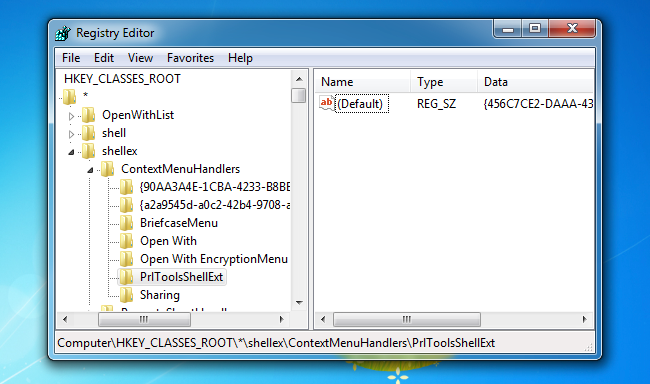 Registry Editor
File Edit View Favorites Help
HKEY_CLASSES_ROOT
*
OpenWithList
shell
shellex
ContextMenuHandlers
{90AA3A4E-1CBA-4233-B8BE
{a2a9545d-a0c2-42b4-9708-a
BriefcaseMenu
Open With
Open With EncryptionMenu
PrlToolsShellExt
Sharing
Name Type Data
ab (Default) REG_SZ {456C7CE2-DAAA-43
Computer\HKEY_CLASSES_ROOT\*\shellex\ContextMenuHandlers\PrlToolsShellExt